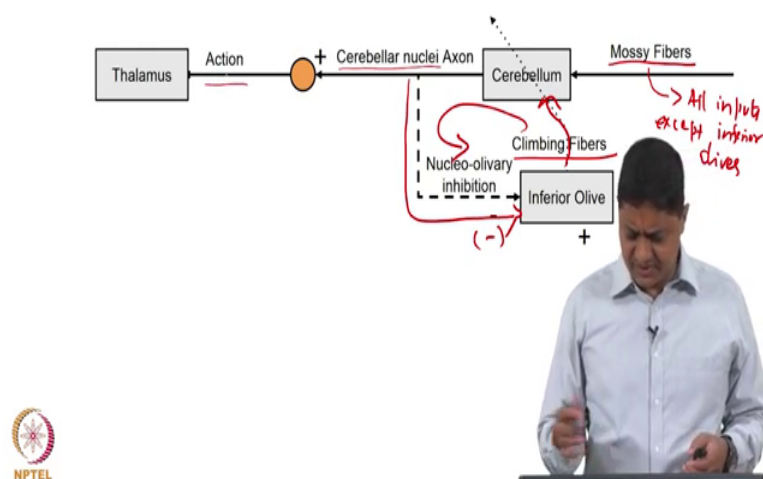 Thalamus
Action
+
Cerebellar nuclei Axon
Cerebellum
Mossy Fibers
→ All inputs
except inferior
olives
Climbing Fibers
Nucleo-olivary
inhibition
Inferior Olive
(-)
+
NPTEL